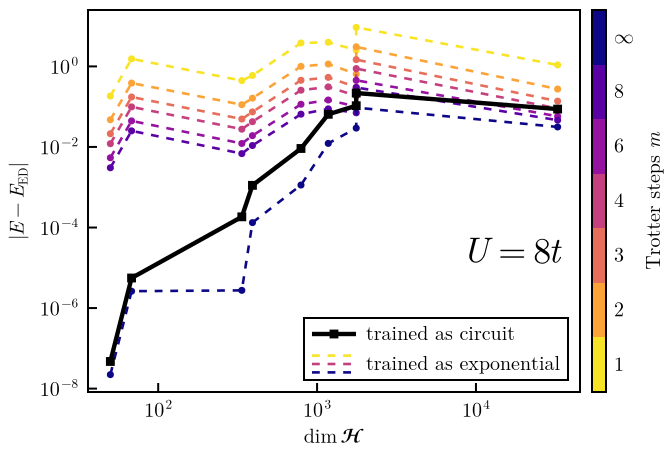 |E − E_ED|
10^0
10^−2
10^−4
10^−6
10^−8
10^2
10^3
10^4
dim ℋ
U = 8t
trained as circuit
trained as exponential
∞
8
6
4
3
2
1
Trotter steps m